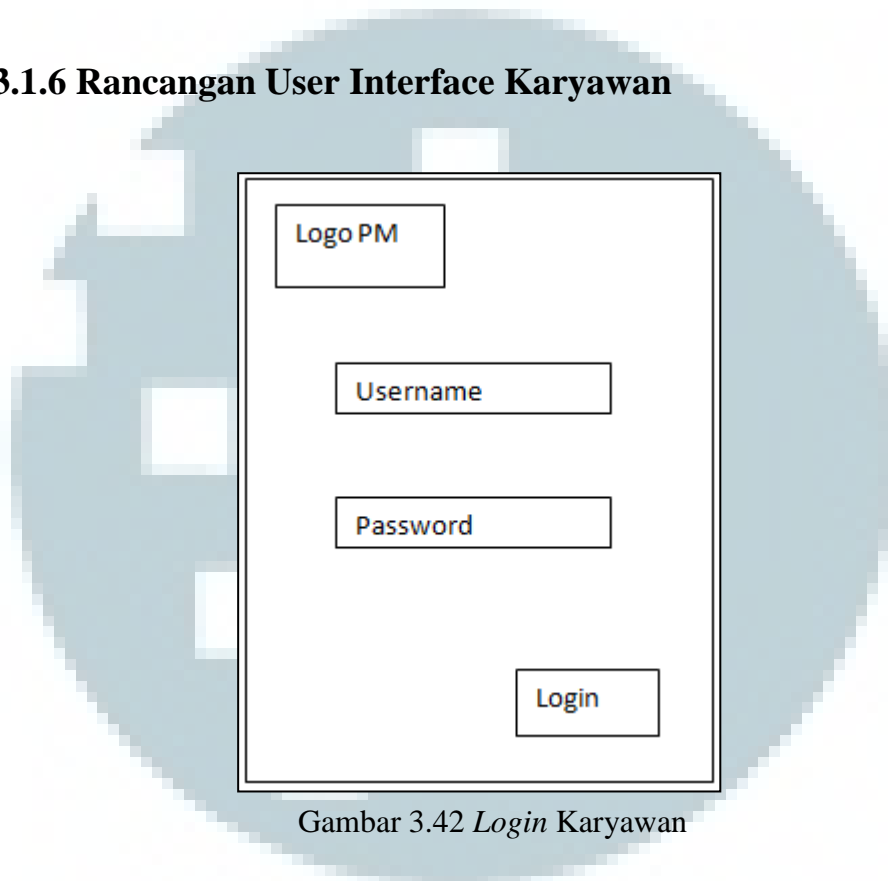 3.1.6 Rancangan User Interface Karyawan
Logo PM
Username
Password
Login
Gambar 3.42 Login Karyawan